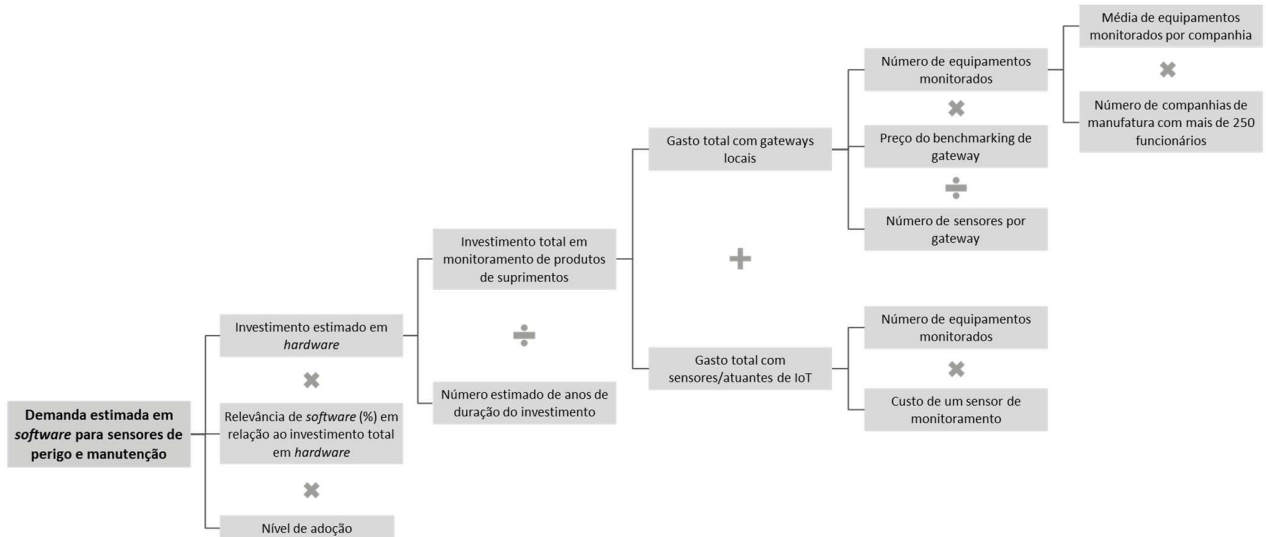 Demanda estimada em
software para sensores de
perigo e manutenção
Investimento estimado em
hardware
×
Relevância de software (%) em
relação ao investimento total
em hardware
×
Nível de adoção
Investimento total em
monitoramento de produtos
de suprimentos
÷
Número estimado de anos de
duração do investimento
Gasto total com gateways
locais
+
Gasto total com
sensores/atuantes de IoT
Número de equipamentos
monitorados
×
Preço do benchmarking de
gateway
÷
Número de sensores por
gateway
Número de equipamentos
monitorados
×
Custo de um sensor de
monitoramento
Média de equipamentos
monitorados por companhia
×
Número de companhias de
manufatura com mais de 250
funcionários